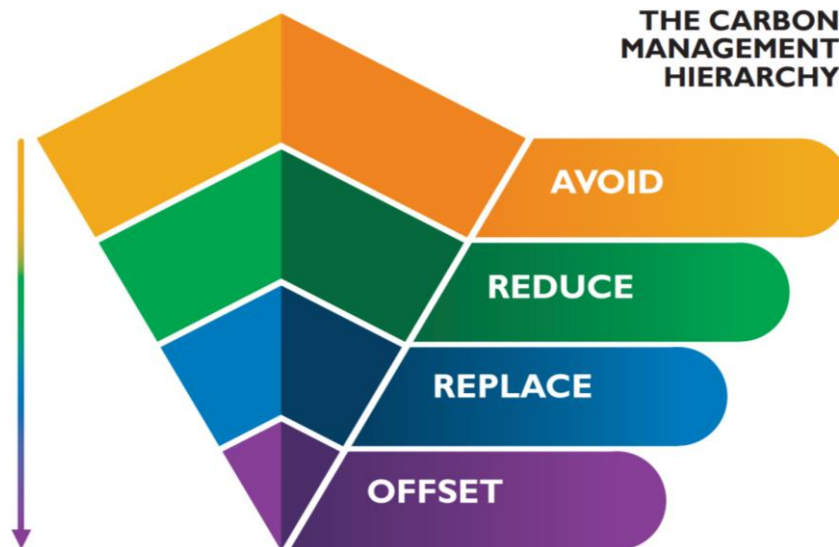 THE CARBON
MANAGEMENT
HIERARCHY
AVOID
REDUCE
REPLACE
OFFSET